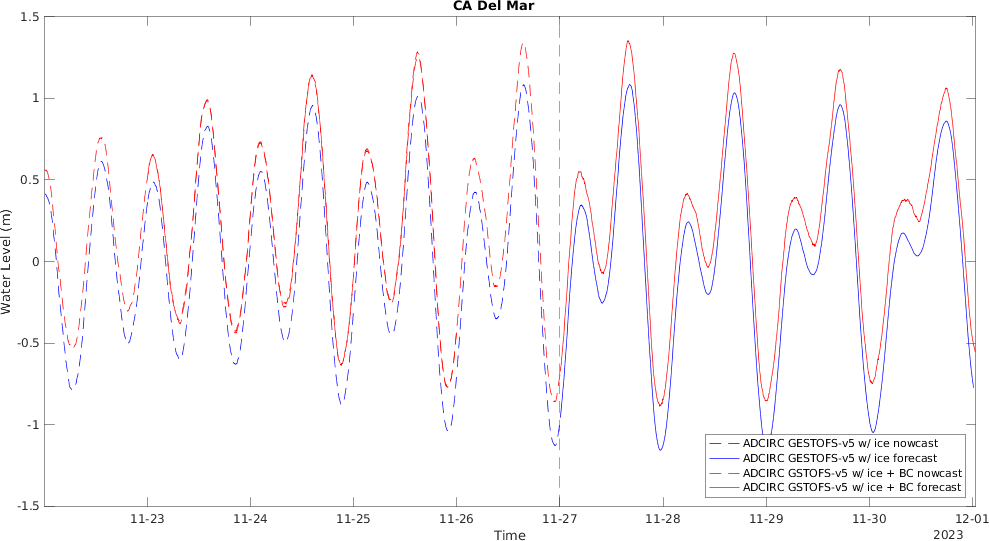 CA Del Mar
1.5
1
0.5
0
-0.5
-1
-1.5
Water Level (m)
11-23
11-24
11-25
11-26
11-27
11-28
11-29
11-30
12-01
Time
2023
ADCIRC GESTOFS-v5 w/ ice nowcast
ADCIRC GESTOFS-v5 w/ ice forecast
ADCIRC GSTOFS-v5 w/ ice + BC nowcast
ADCIRC GSTOFS-v5 w/ ice + BC forecast